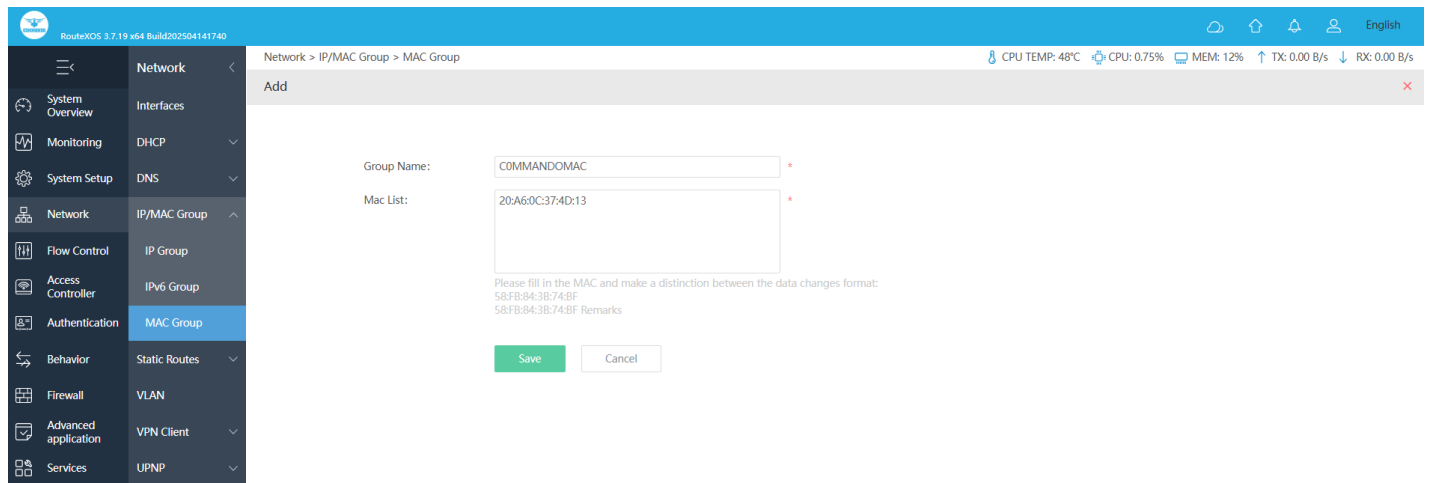 RouteXOS 3.7.19 x64 Build202504141740
English
Network
Network > IP/MAC Group > MAC Group
CPU TEMP: 48°C
CPU: 0.75%
MEM: 12%
TX: 0.00 B/s
RX: 0.00 B/s
Add
System
Overview
Monitoring
System Setup
Network
Flow Control
Access
Controller
Authentication
Behavior
Firewall
Advanced
application
Services
Interfaces
DHCP
DNS
IP/MAC Group
IP Group
IPv6 Group
MAC Group
Static Routes
VLAN
VPN Client
UPNP
Group Name:
C0MMANDOMAC
*
Mac List:
20:A6:0C:37:4D:13
*
Please fill in the MAC and make a distinction between the data changes format:
58:FB:84:3B:74:BF
58:FB:84:3B:74:BF Remarks
Save
Cancel